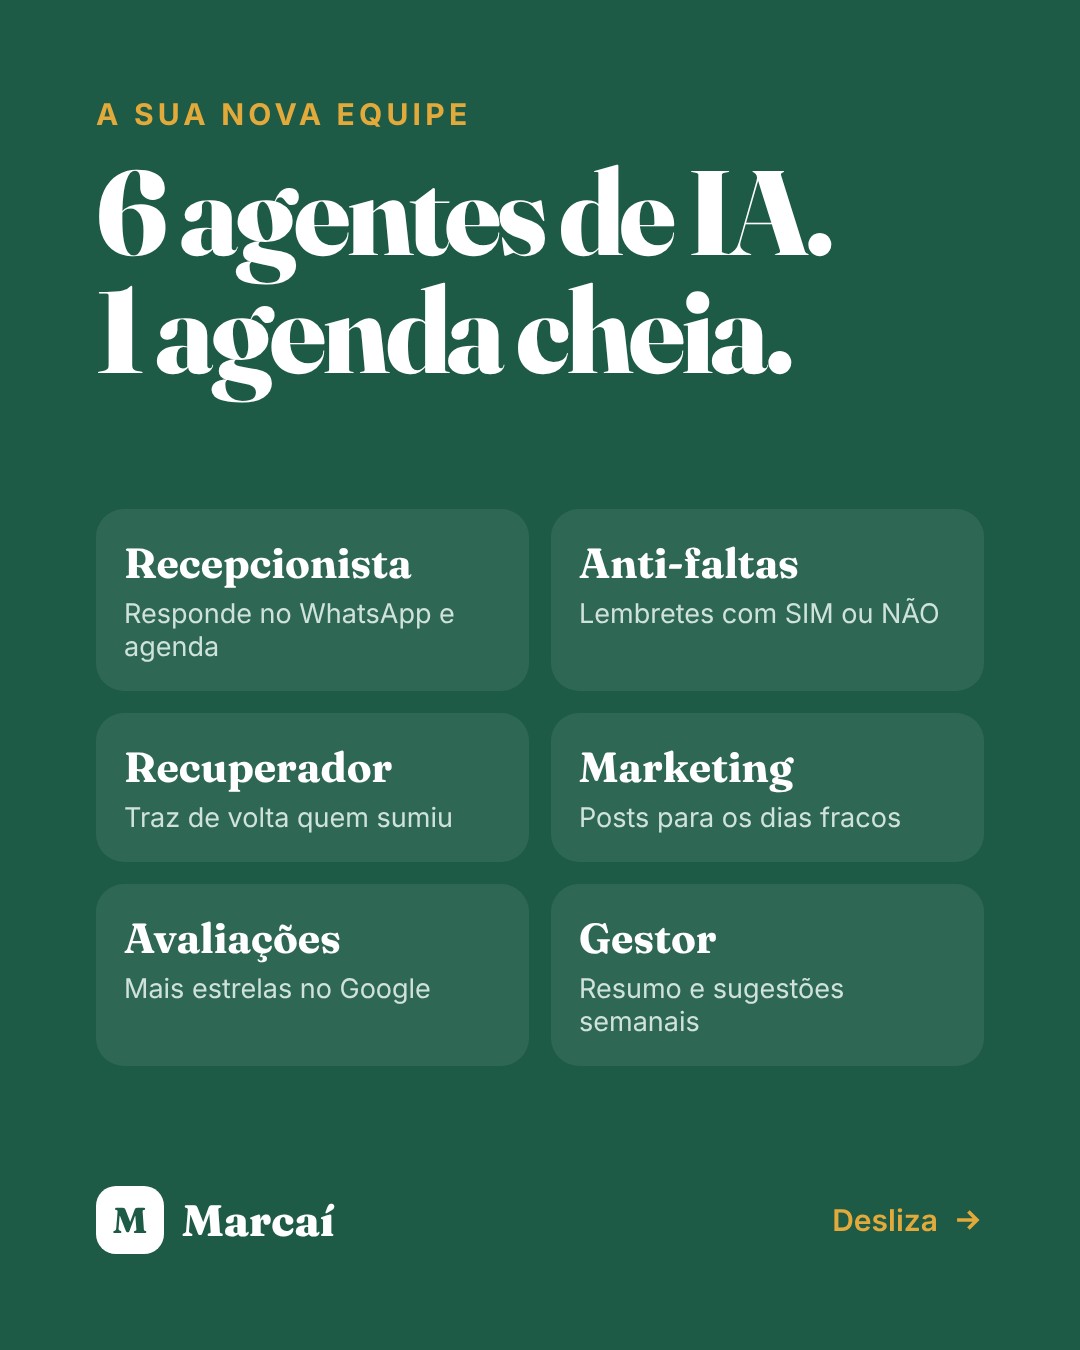 A SUA NOVA EQUIPE
6 agentes de IA.
1 agenda cheia.
Recepcionista
Responde no WhatsApp e
agenda
Anti-faltas
Lembretes com SIM ou NÃO
Recuperador
Traz de volta quem sumiu
Marketing
Posts para os dias fracos
Avaliações
Mais estrelas no Google
Gestor
Resumo e sugestões
semanais
M Marcaí
Desliza →